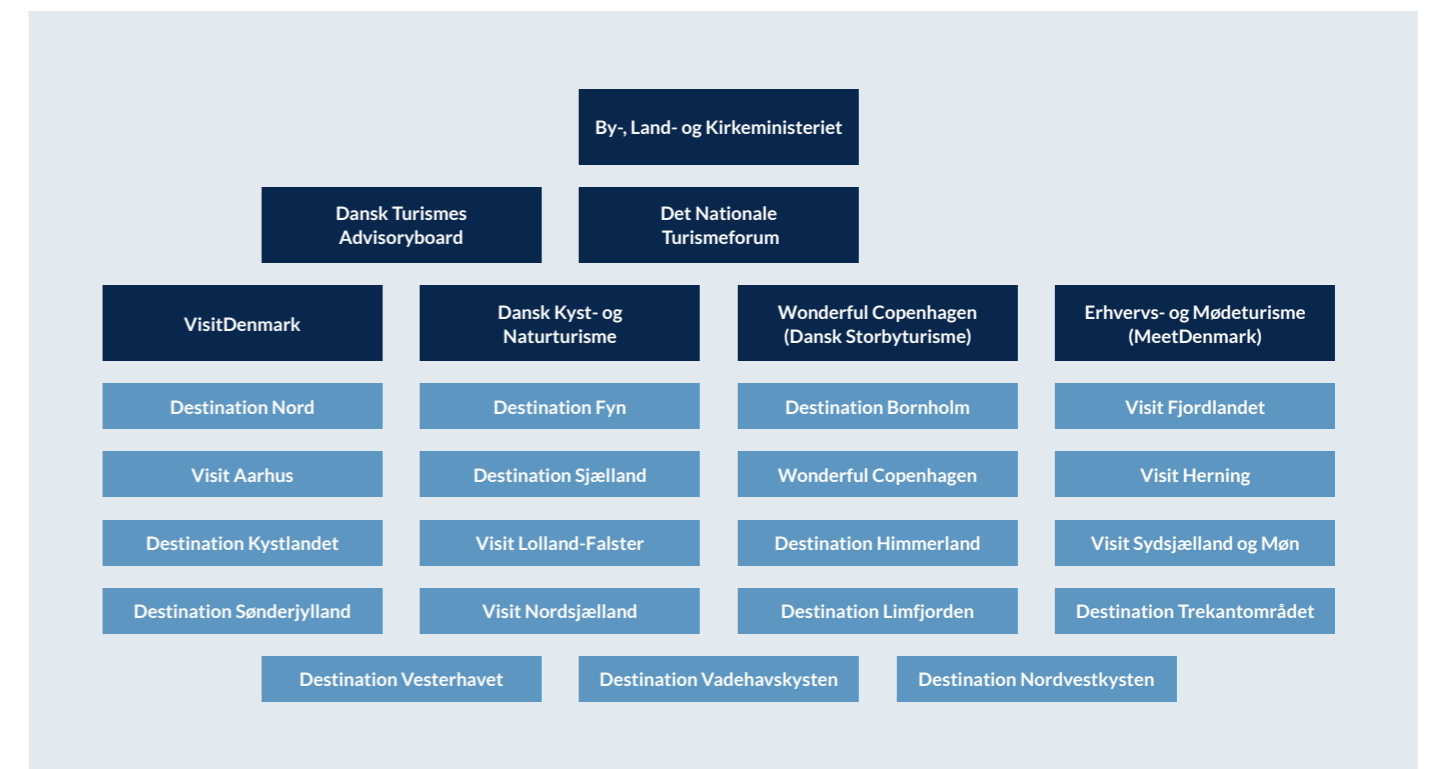 By-, Land- og Kirkeministeriet
Dansk Turismes
Advisoryboard
Det Nationale
Turismeforum
VisitDenmark
Dansk Kyst- og
Naturturisme
Wonderful Copenhagen
(Dansk Storbyturisme)
Erhvervs- og Mødeturisme
(MeetDenmark)
Destination Nord
Destination Fyn
Destination Bornholm
Visit Fjordlandet
Visit Aarhus
Destination Sjælland
Wonderful Copenhagen
Visit Herning
Destination Kystlandet
Visit Lolland-Falster
Destination Himmerland
Visit Sydsjælland og Møn
Destination Sønderjylland
Visit Nordsjælland
Destination Limfjorden
Destination Trekantområdet
Destination Vesterhavet
Destination Vadehavskysten
Destination Nordvestkysten